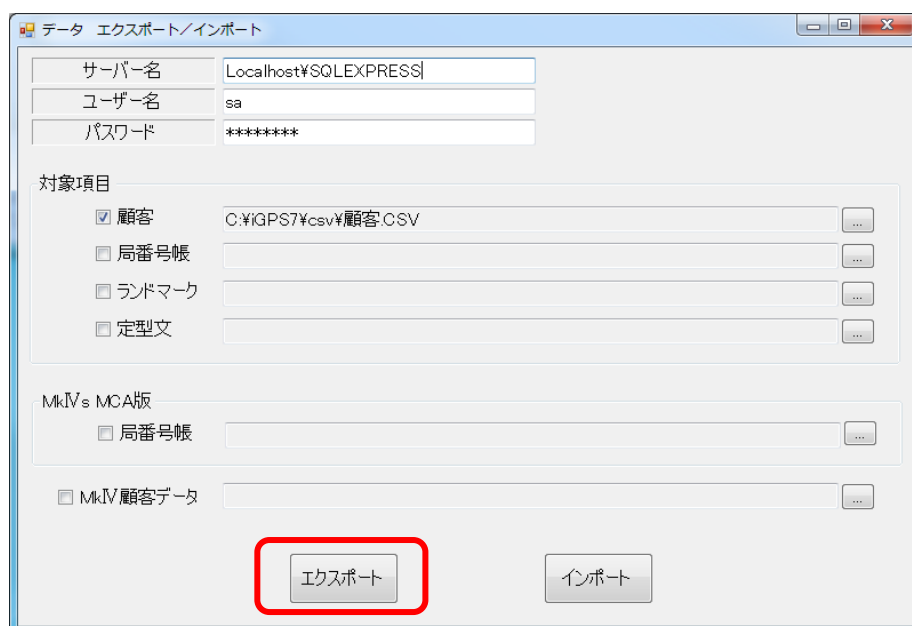 データ エクスポート/インポート
サーバー名 Localhost¥SQLEXPRESS
ユーザー名 sa
パスワード ********
対象項目
顧客 C:¥iGPS7¥csv¥顧客.CSV ...
局番号帳 ...
ランドマーク ...
定型文 ...
MkⅣs MCA版
局番号帳 ...
MkⅣ顧客データ ...
エクスポート インポート